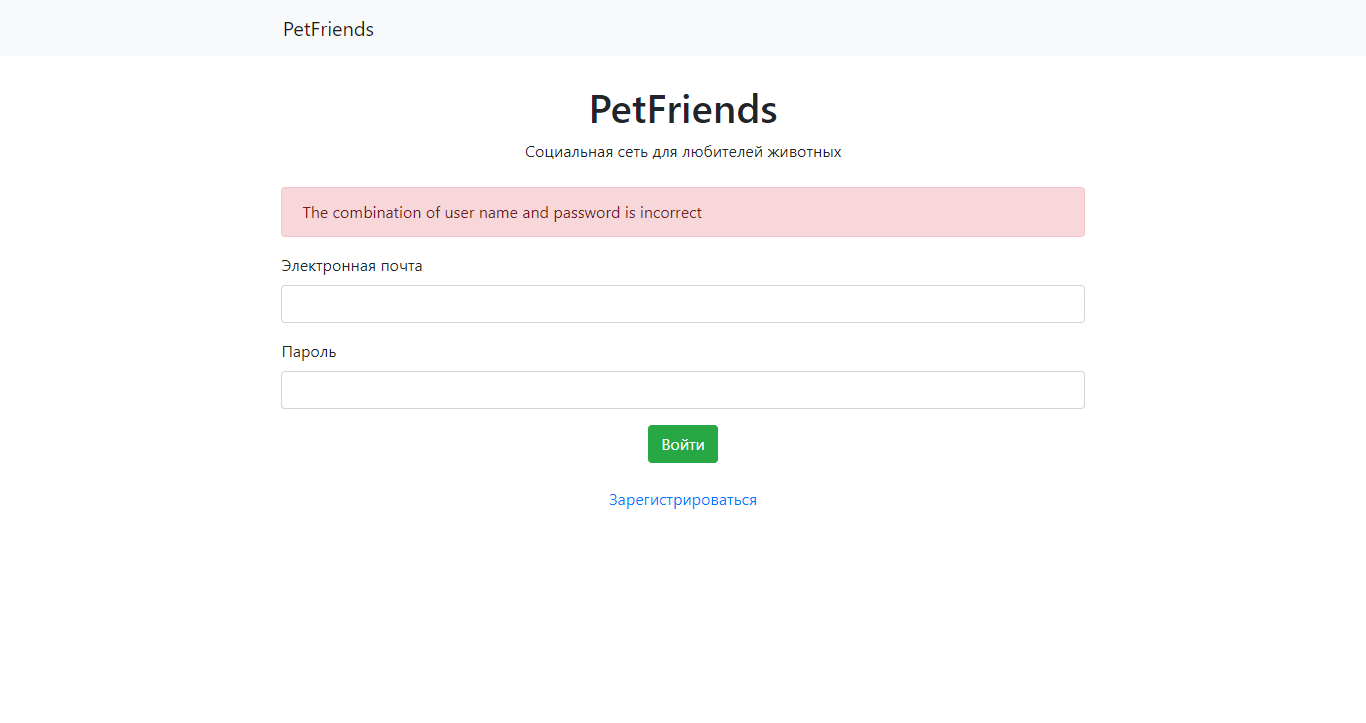 PetFriends
PetFriends
Социальная сеть для любителей животных
The combination of user name and password is incorrect
Электронная почта
Пароль
Войти
Зарегистрироваться